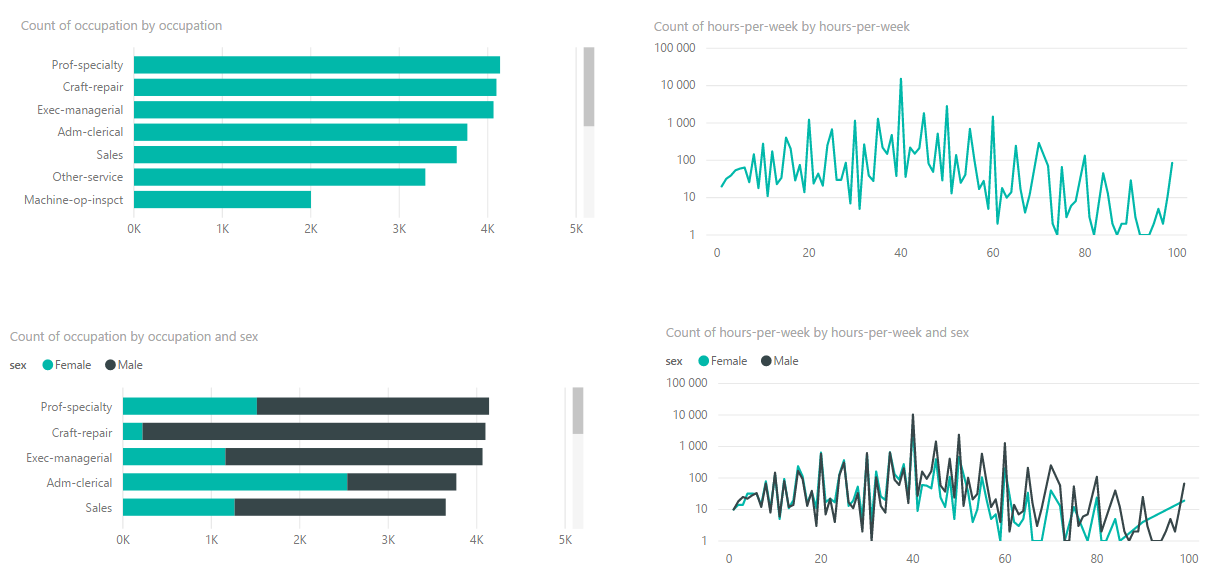 Count of occupation by occupation
Prof-specialty
Craft-repair
Exec-managerial
Adm-clerical
Sales
Other-service
Machine-op-inspct
0K 1K 2K 3K 4K 5K
Count of hours-per-week by hours-per-week
100 000
10 000
1 000
100
10
1
0 20 40 60 80 100
Count of occupation by occupation and sex
sex Female Male
Prof-specialty
Craft-repair
Exec-managerial
Adm-clerical
Sales
0K 1K 2K 3K 4K 5K
Count of hours-per-week by hours-per-week and sex
sex Female Male
100 000
10 000
1 000
100
10
1
0 20 40 60 80 100